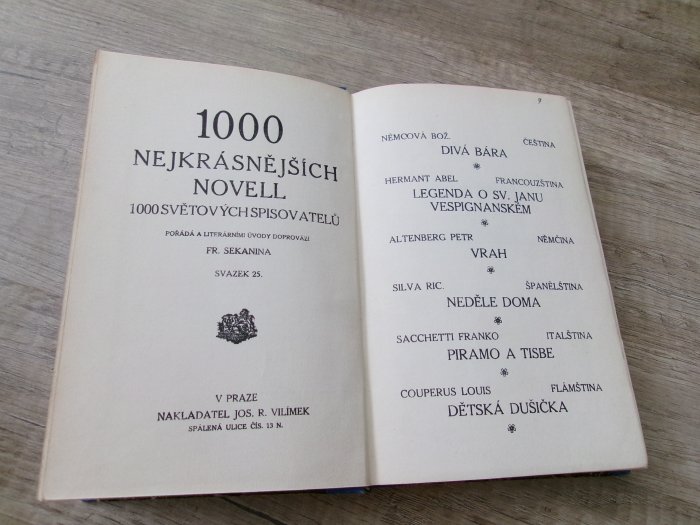 1000
NEJKRÁSNĚJŠÍCH
NOVELL
1000 SVĚTOVÝCH SPISOVATELŮ
POŘÁDÁ A LITERÁRNÍMI ÚVODY DOPROVÁZÍ
FR. SEKANINA
SVAZEK 25.
V PRAZE
NAKLADATEL JOS. R. VILÍMEK
SPÁLENÁ ULICE ČÍS. 13 N.
9
NĚMCOVÁ BOŽ. ČEŠTINA
DIVÁ BÁRA
HERMANT ABEL FRANCOUZŠTINA
LEGENDA O SV. JANU
VESPIGNANSKÉM
ALTENBERG PETR NĚMČINA
VRAH
SILVA RIC. ŠPANĚLŠTINA
NEDĚLE DOMA
SACCHETTI FRANKO ITALŠTINA
PIRAMO A TISBE
COUPERUS LOUIS FLÁMŠTINA
DĚTSKÁ DUŠIČKA